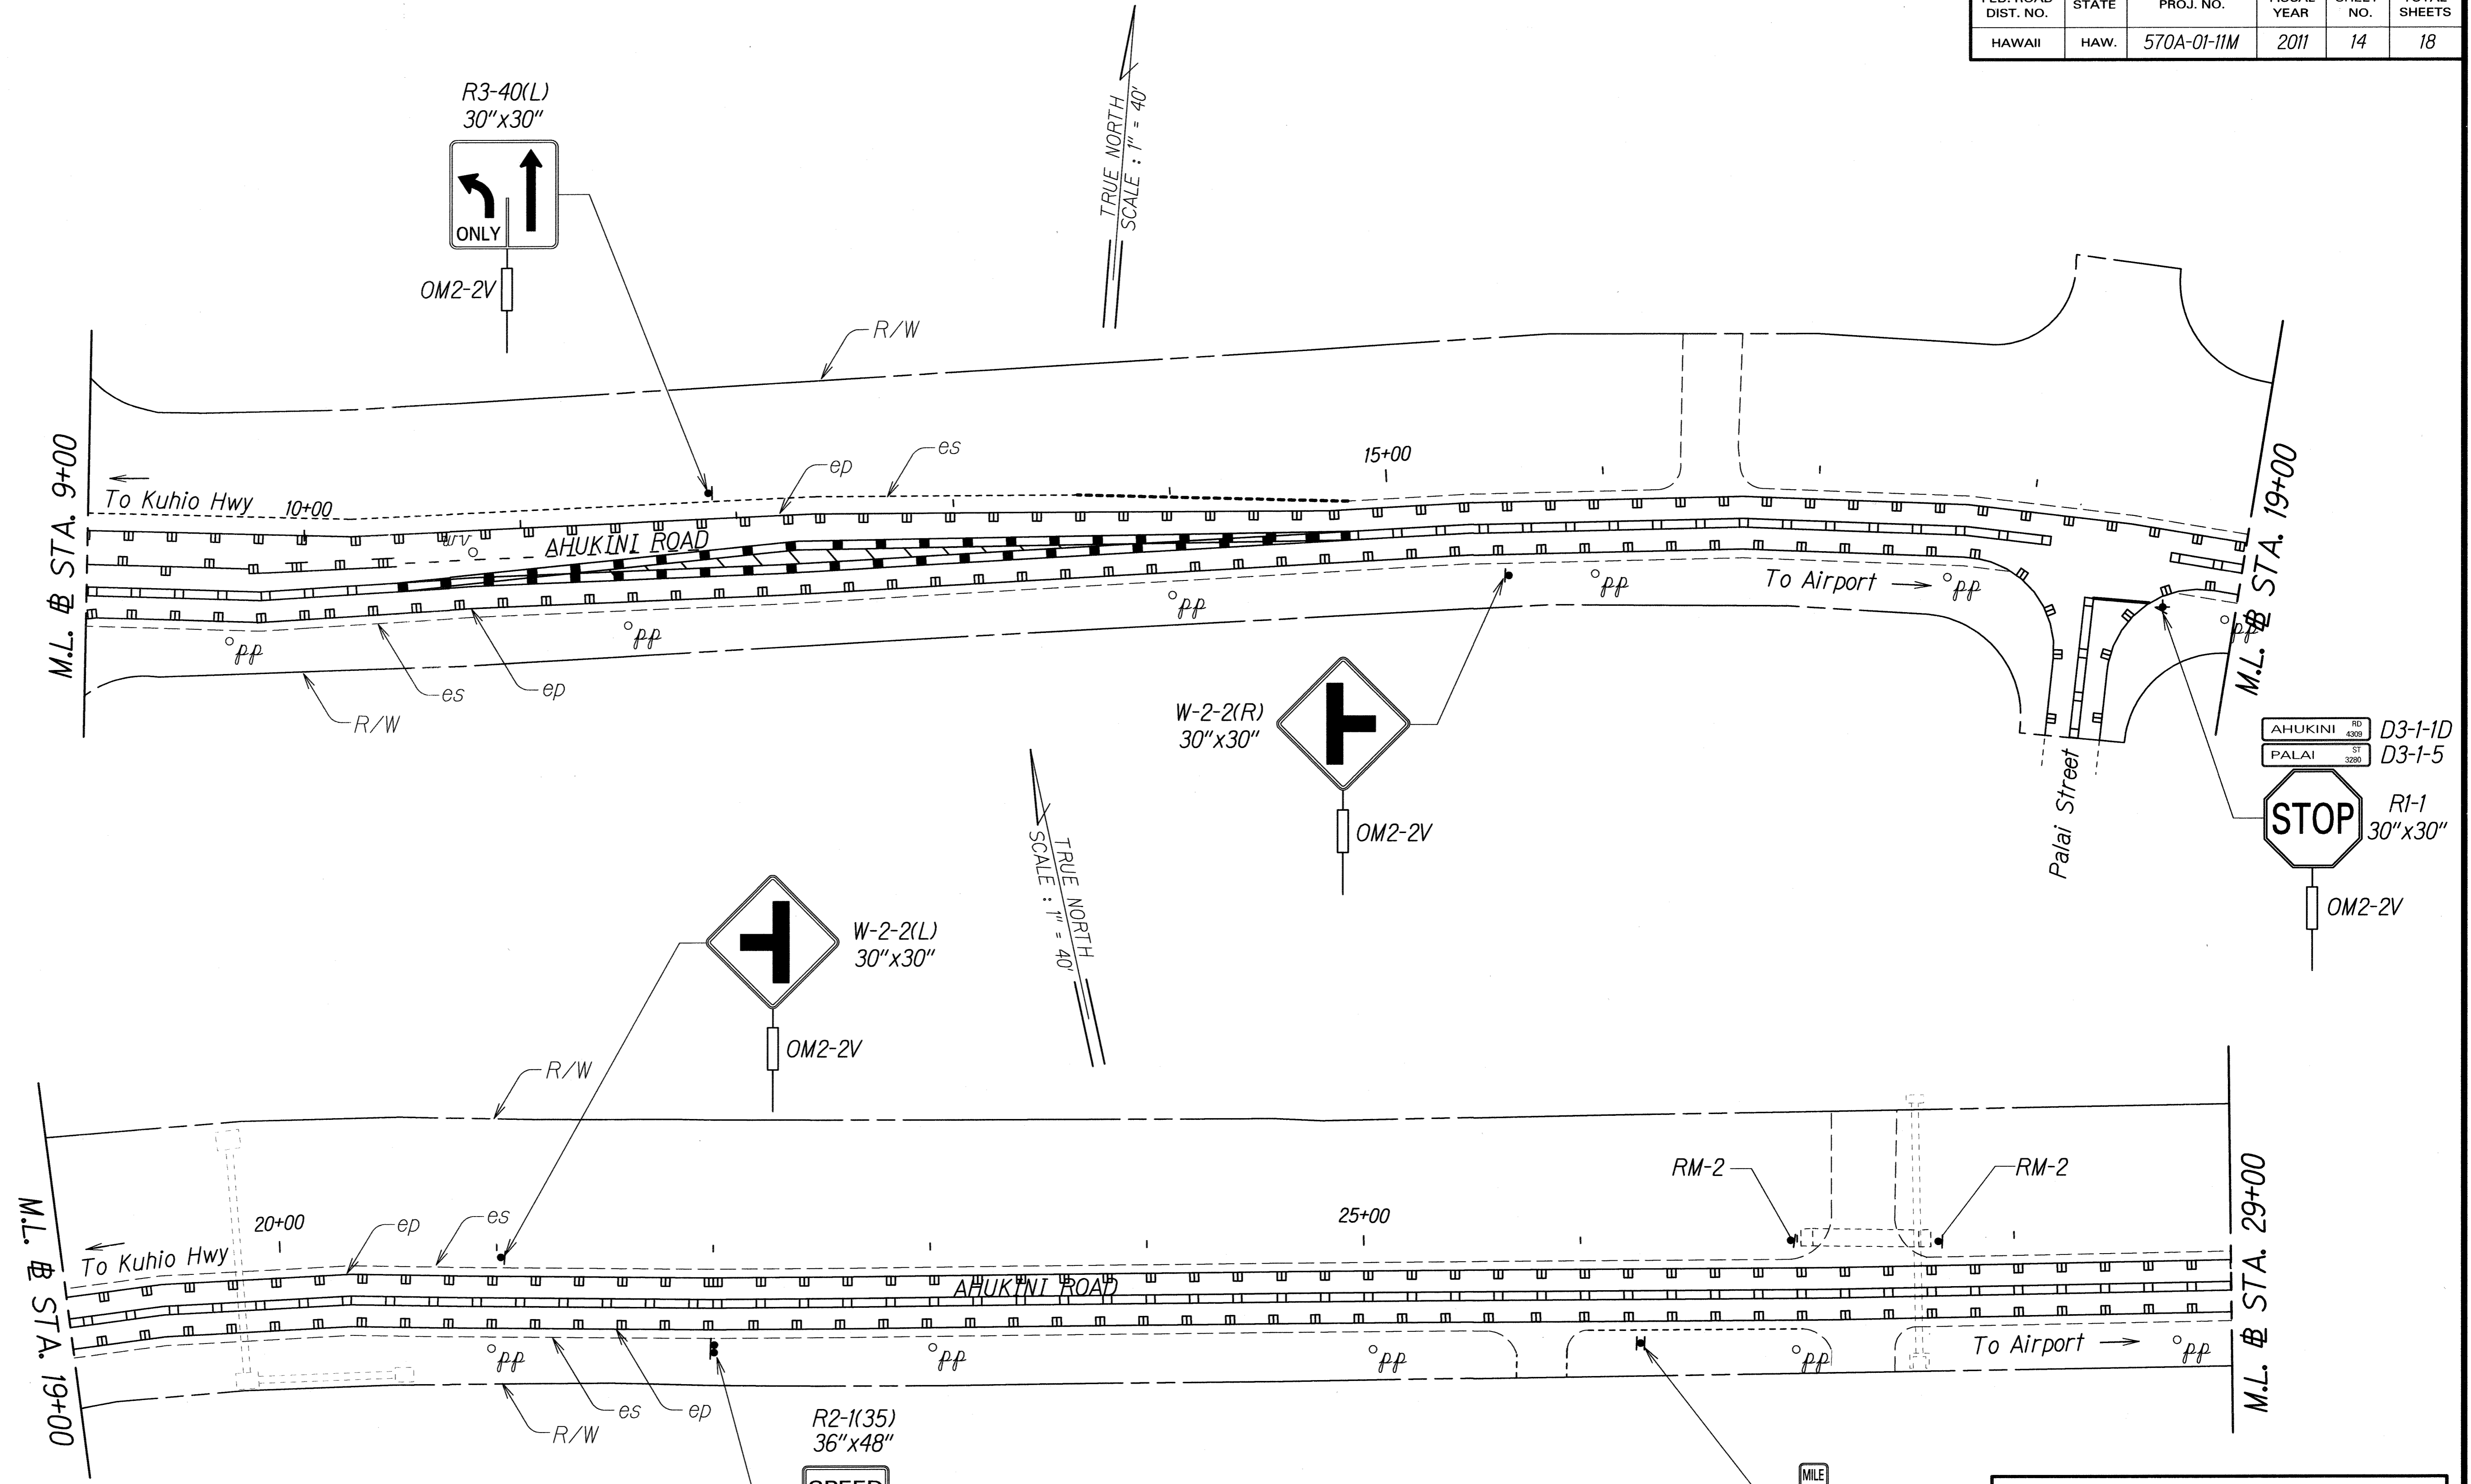 DIST. NO.
STATE
PROJ. NO.
YEAR
NO.
SHEETS
HAWAII
HAW.
570A-01-11M
2011
14
18
R3-40(L)
30"x30"
ONLY
OM2-2V
TRUE NORTH
SCALE : 1" = 40'
R/W
M.L. B STA. 9+00
To Kuhio Hwy
10+00
ep
es
15+00
AHUKINI ROAD
wv
pp
pp
pp
pp
To Airport
pp
pp
es
ep
R/W
M.L. B STA. 19+00
W-2-2(R)
30"x30"
OM2-2V
Palai Street
AHUKINI RD 4309
D3-1-1D
PALAI ST 3280
D3-1-5
STOP
R1-1
30"x30"
OM2-2V
TRUE NORTH
SCALE : 1" = 40'
W-2-2(L)
30"x30"
OM2-2V
R/W
RM-2
RM-2
M.L. B STA. 19+00
To Kuhio Hwy
20+00
ep
es
25+00
AHUKINI ROAD
pp
pp
pp
pp
To Airport
pp
M.L. B STA. 29+00
es
ep
R/W
R2-1(35)
36"x48"
MILE